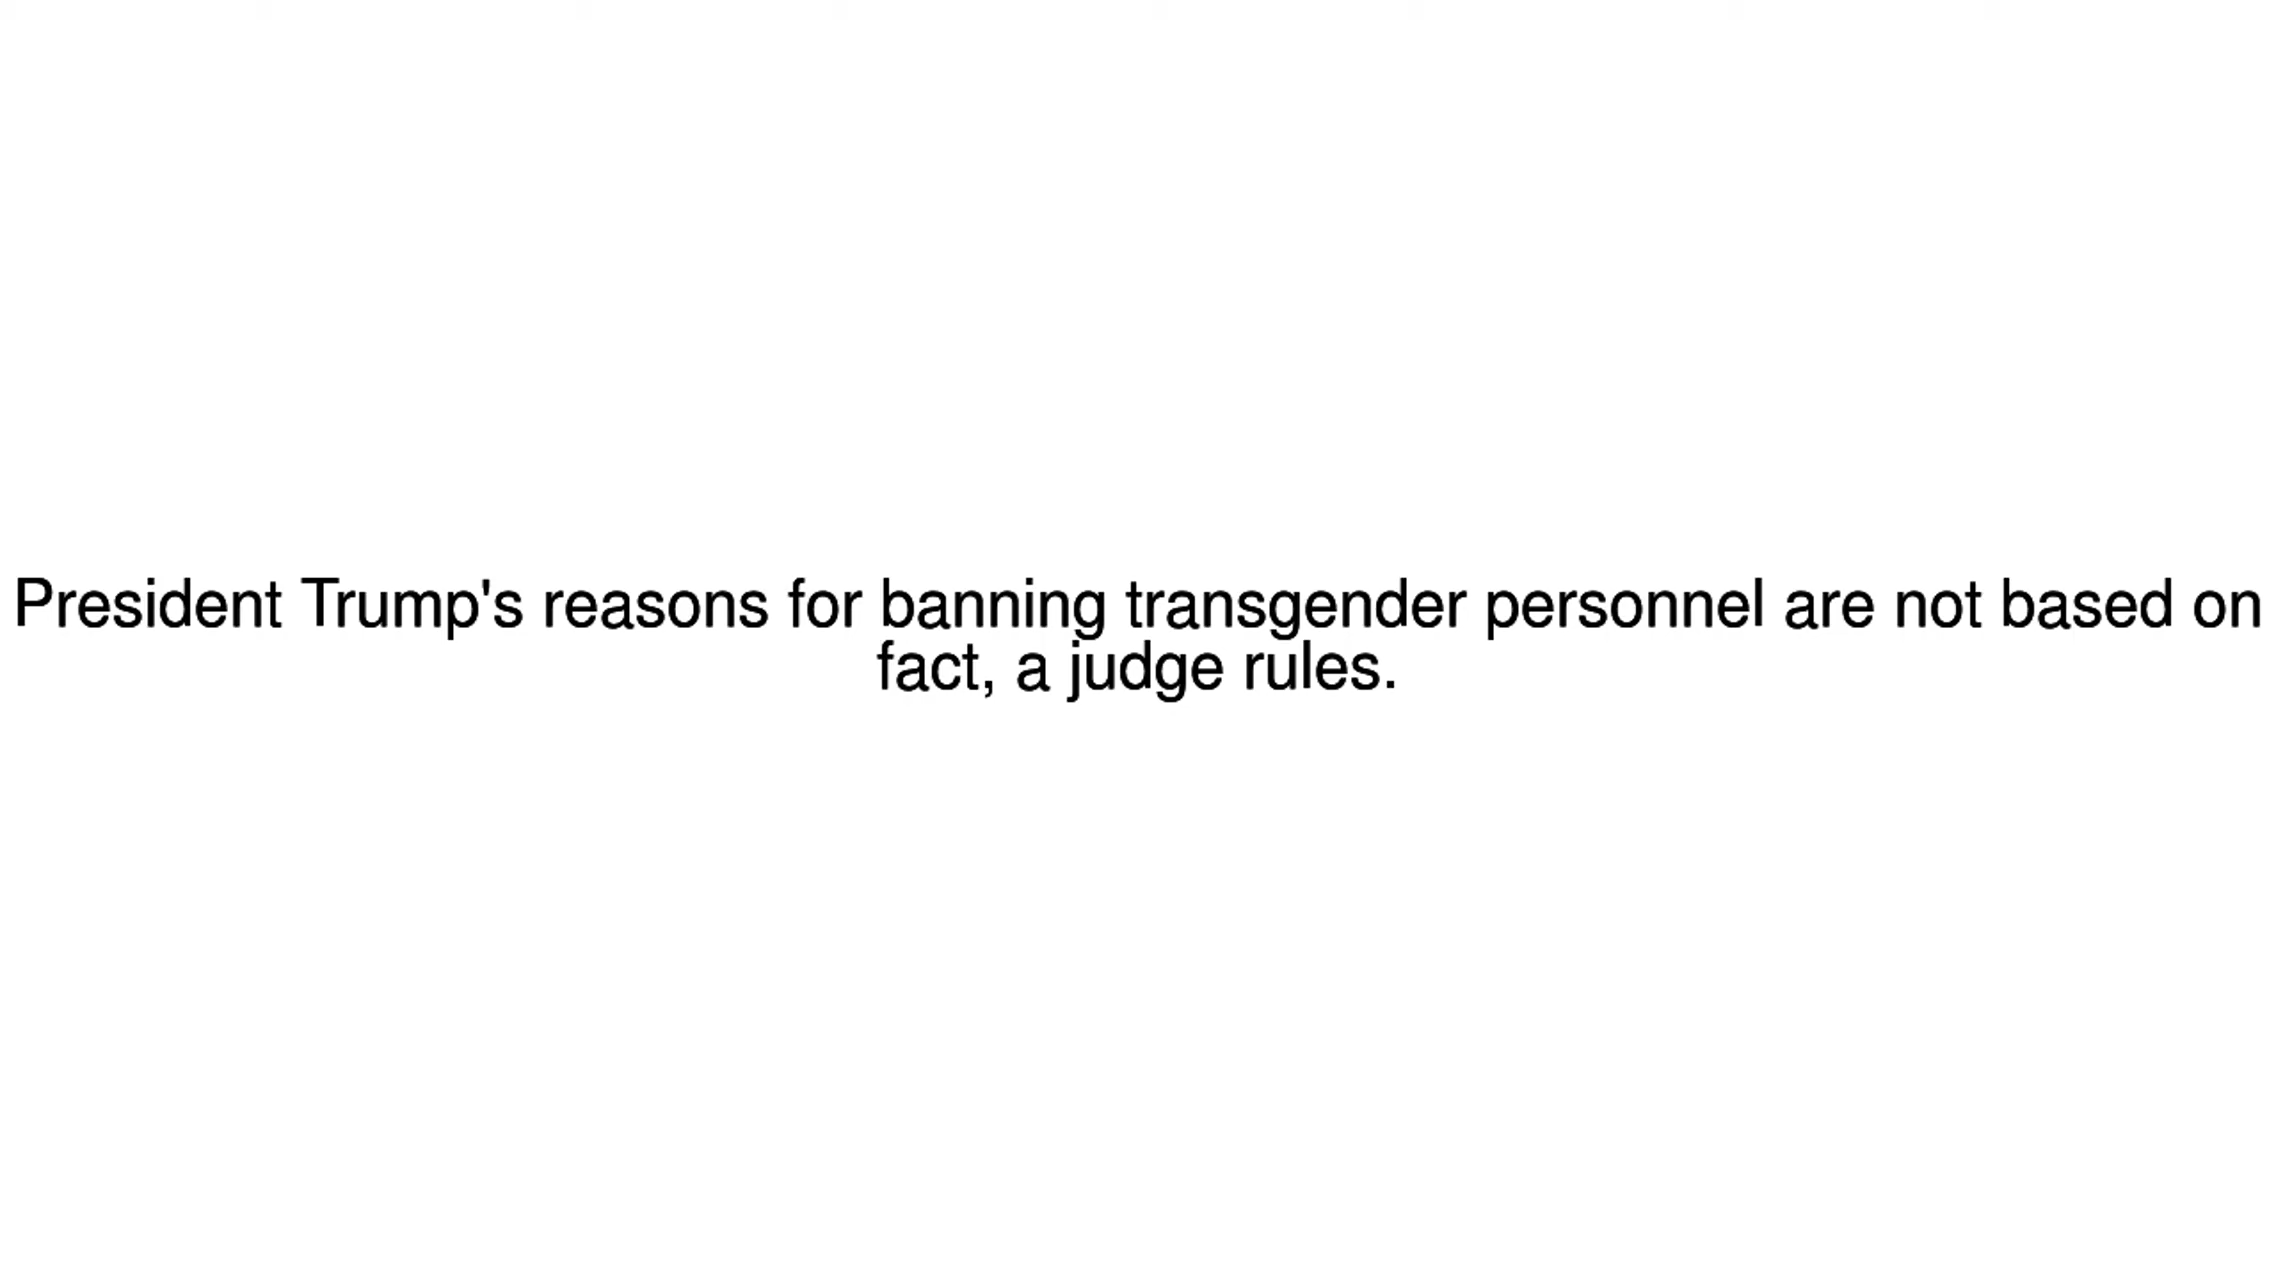 President Trump's reasons for banning transgender personnel are not based on
fact, a judge rules.